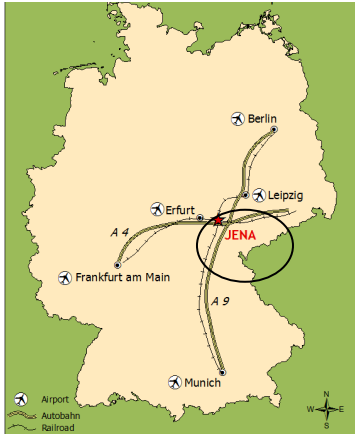 Berlin
Leipzig
Erfurt
A 4
JENA
Frankfurt am Main
A 9
Munich
Airport
Autobahn
Railroad
N
W E
S